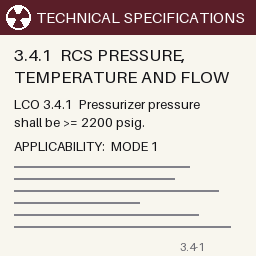 TECHNICAL SPECIFICATIONS
3.4.1 RCS PRESSURE,
TEMPERATURE AND FLOW
LCO 3.4.1 Pressurizer pressure
shall be >= 2200 psig.
APPLICABILITY: MODE 1
3.4-1